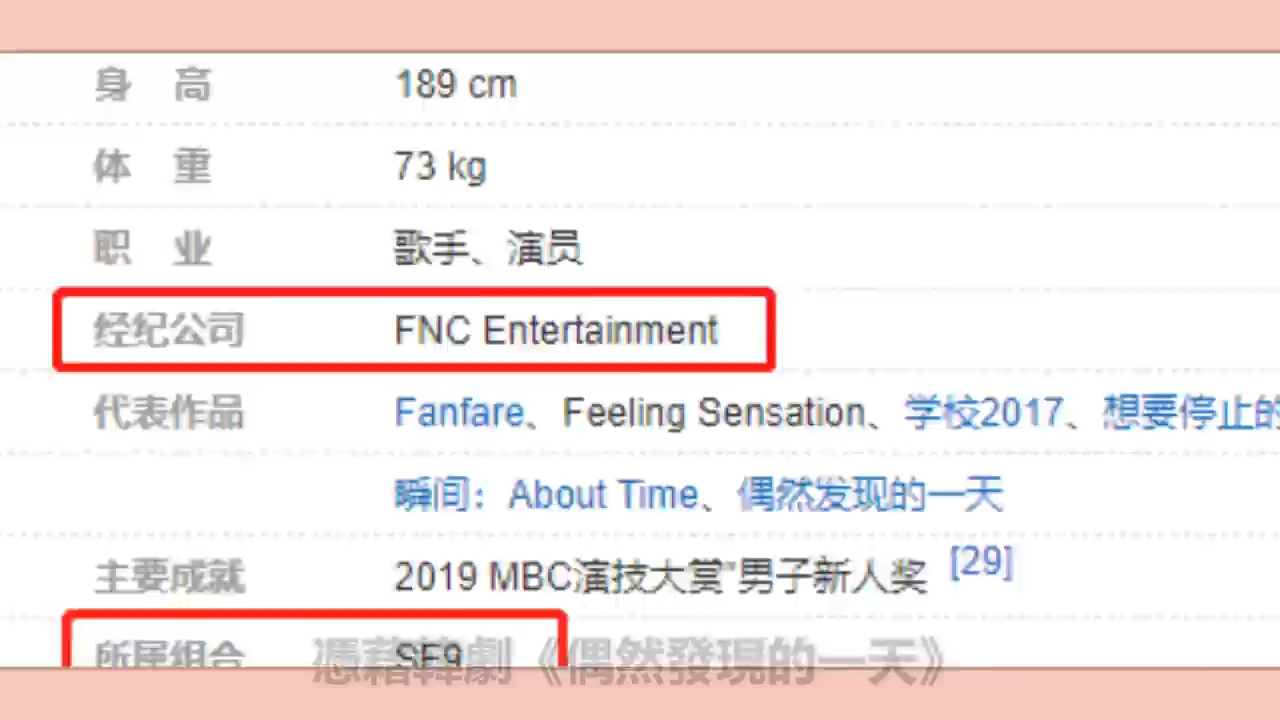 身 高 189 cm
体 重 73 kg
职 业 歌手、演员
经纪公司 FNC Entertainment
代表作品 Fanfare、Feeling Sensation、学校2017、想要停止的
瞬间：About Time、偶然发现的一天
主要成就 2019 MBC演技大赏"男子新人奖 [29]
所属组合 SF9
憑藉韓劇《偶然發現的一天》